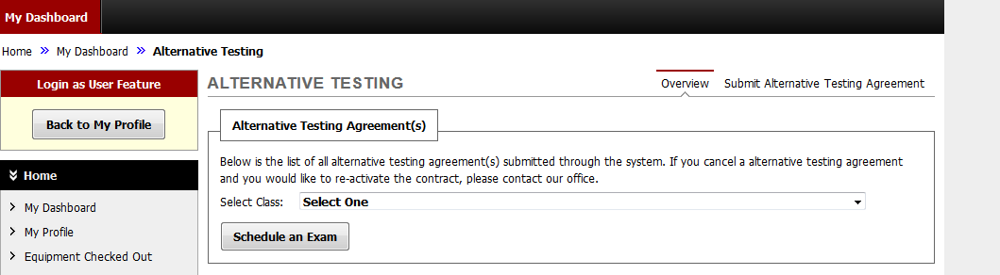 My Dashboard
Home » My Dashboard » Alternative Testing
Login as User Feature
Back to My Profile
Home
My Dashboard
My Profile
Equipment Checked Out
ALTERNATIVE TESTING
Overview
Submit Alternative Testing Agreement
Alternative Testing Agreement(s)
Below is the list of all alternative testing agreement(s) submitted through the system. If you cancel a alternative testing agreement
and you would like to re-activate the contract, please contact our office.
Select Class: Select One
Schedule an Exam